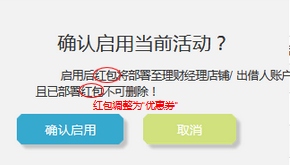 确认启用当前活动？
启用后红包将部署至理财经理店铺/ 出借人账户
且已部署红包不可删除！
红包调整为“优惠券”
确认启用
取消